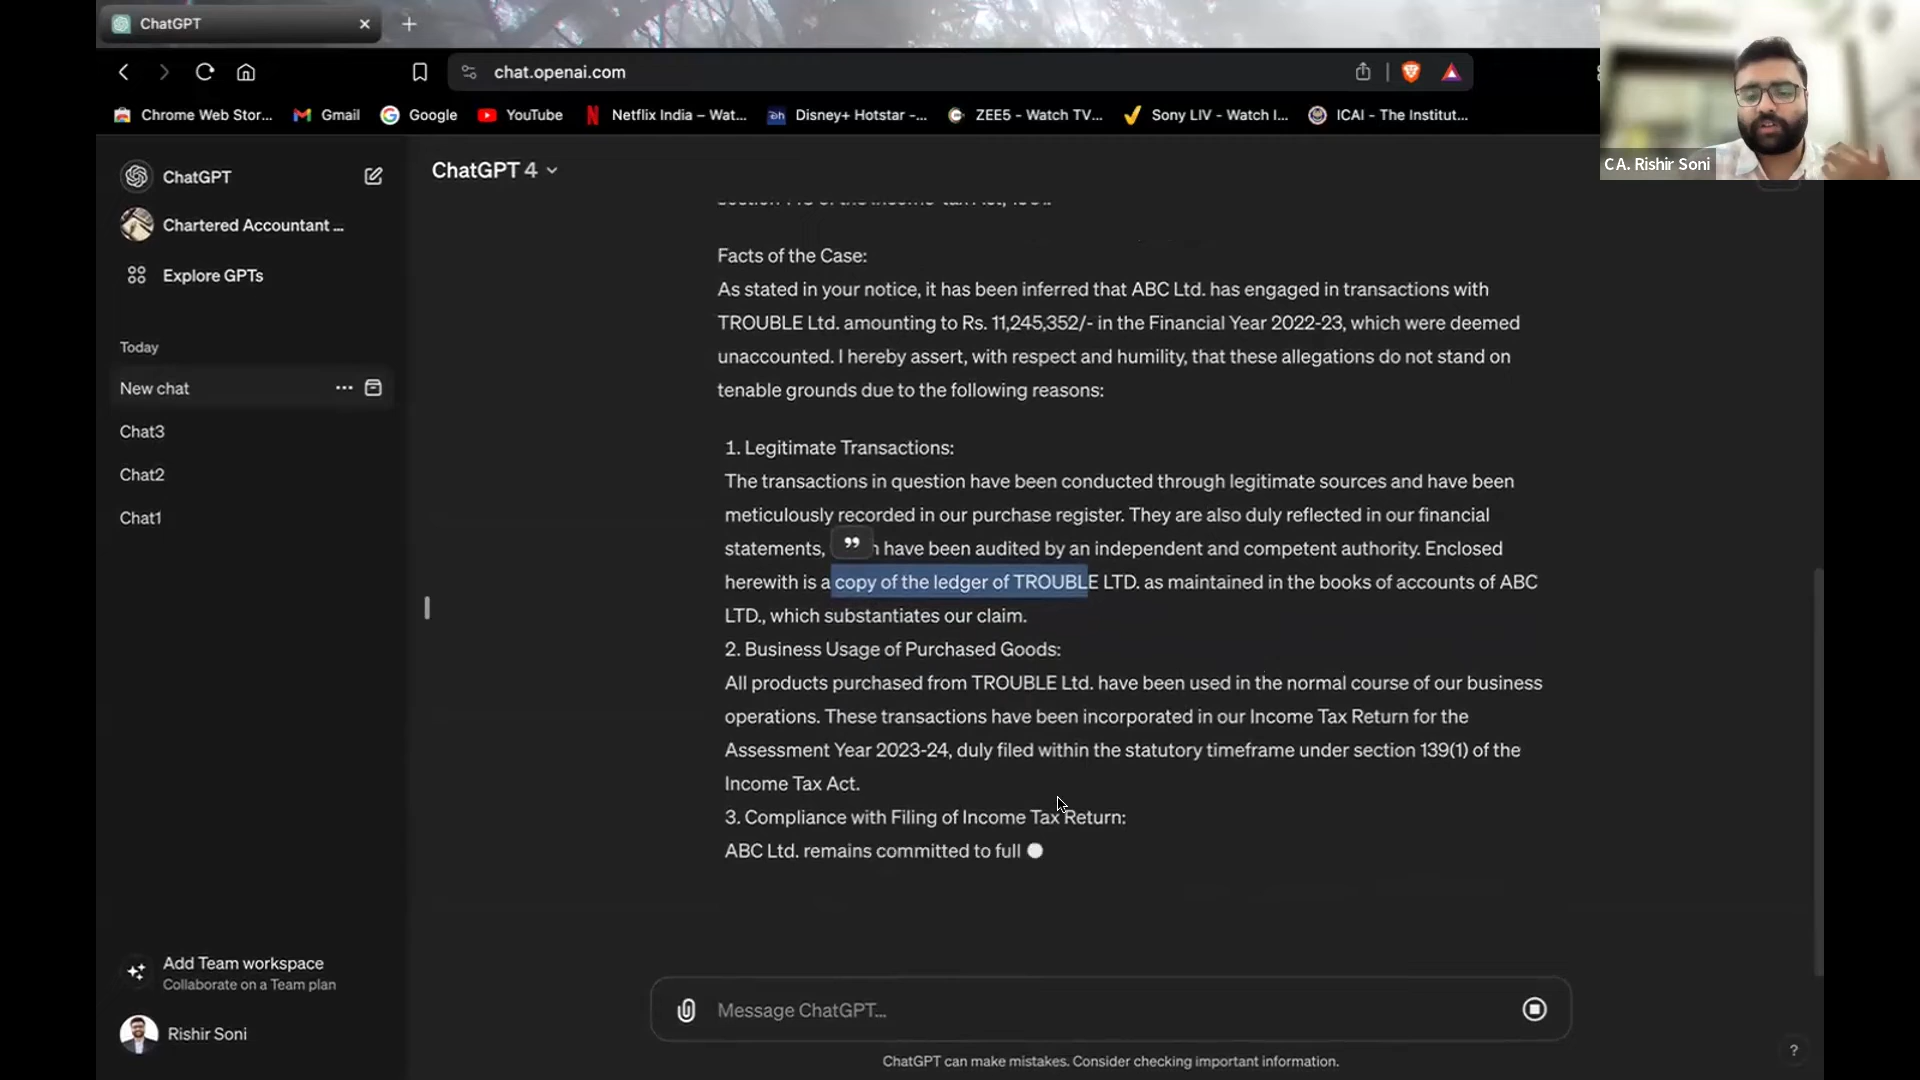 ChatGPT
chat.openai.com
Chrome Web Stor...
Gmail
Google
YouTube
Netflix India – Wat...
Disney+ Hotstar -...
ZEE5 - Watch TV...
Sony LIV - Watch l...
ICAI - The Institut...
CA. Rishir Soni
ChatGPT
Chartered Accountant ...
Explore GPTs
Today
New chat
Chat3
Chat2
Chat1
Add Team workspace
Collaborate on a Team plan
Rishir Soni
ChatGPT 4
Facts of the Case:
As stated in your notice, it has been inferred that ABC Ltd. has engaged in transactions with
TROUBLE Ltd. amounting to Rs. 11,245,352/- in the Financial Year 2022-23, which were deemed
unaccounted. I hereby assert, with respect and humility, that these allegations do not stand on
tenable grounds due to the following reasons:
1. Legitimate Transactions:
The transactions in question have been conducted through legitimate sources and have been
meticulously recorded in our purchase register. They are also duly reflected in our financial
statements, have been audited by an independent and competent authority. Enclosed
herewith is a copy of the ledger of TROUBLE LTD. as maintained in the books of accounts of ABC
LTD., which substantiates our claim.
2. Business Usage of Purchased Goods:
All products purchased from TROUBLE Ltd. have been used in the normal course of our business
operations. These transactions have been incorporated in our Income Tax Return for the
Assessment Year 2023-24, duly filed within the statutory timeframe under section 139(1) of the
Income Tax Act.
3. Compliance with Filing of Income Tax Return:
ABC Ltd. remains committed to full
Message ChatGPT...
ChatGPT can make mistakes. Consider checking important information.
?